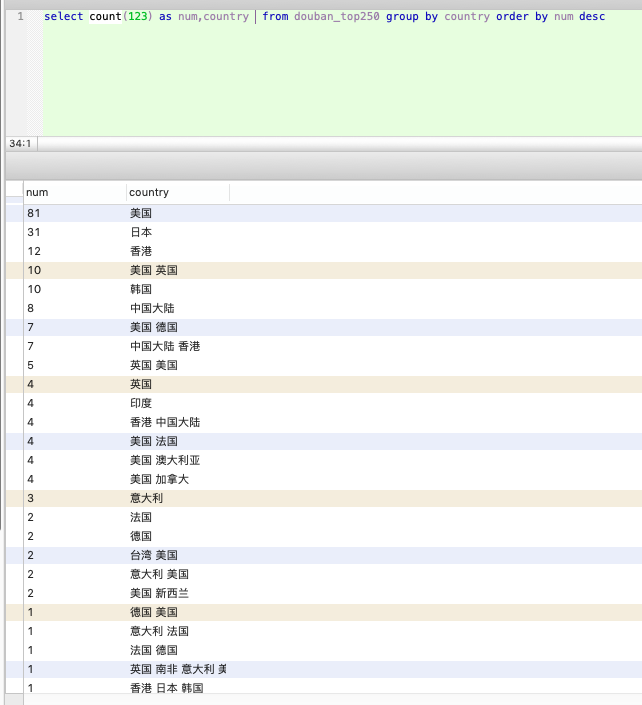 1 select count(123) as num,country from douban_top250 group by country order by num desc
34:1
num country
81 美国
31 日本
12 香港
10 美国 英国
10 韩国
8 中国大陆
7 美国 德国
7 中国大陆 香港
5 英国 美国
4 英国
4 印度
4 香港 中国大陆
4 美国 法国
4 美国 澳大利亚
4 美国 加拿大
3 意大利
2 法国
2 德国
2 台湾 美国
2 意大利 美国
2 美国 新西兰
1 德国 美国
1 意大利 法国
1 法国 德国
1 英国 南非 意大利
1 香港 日本 韩国